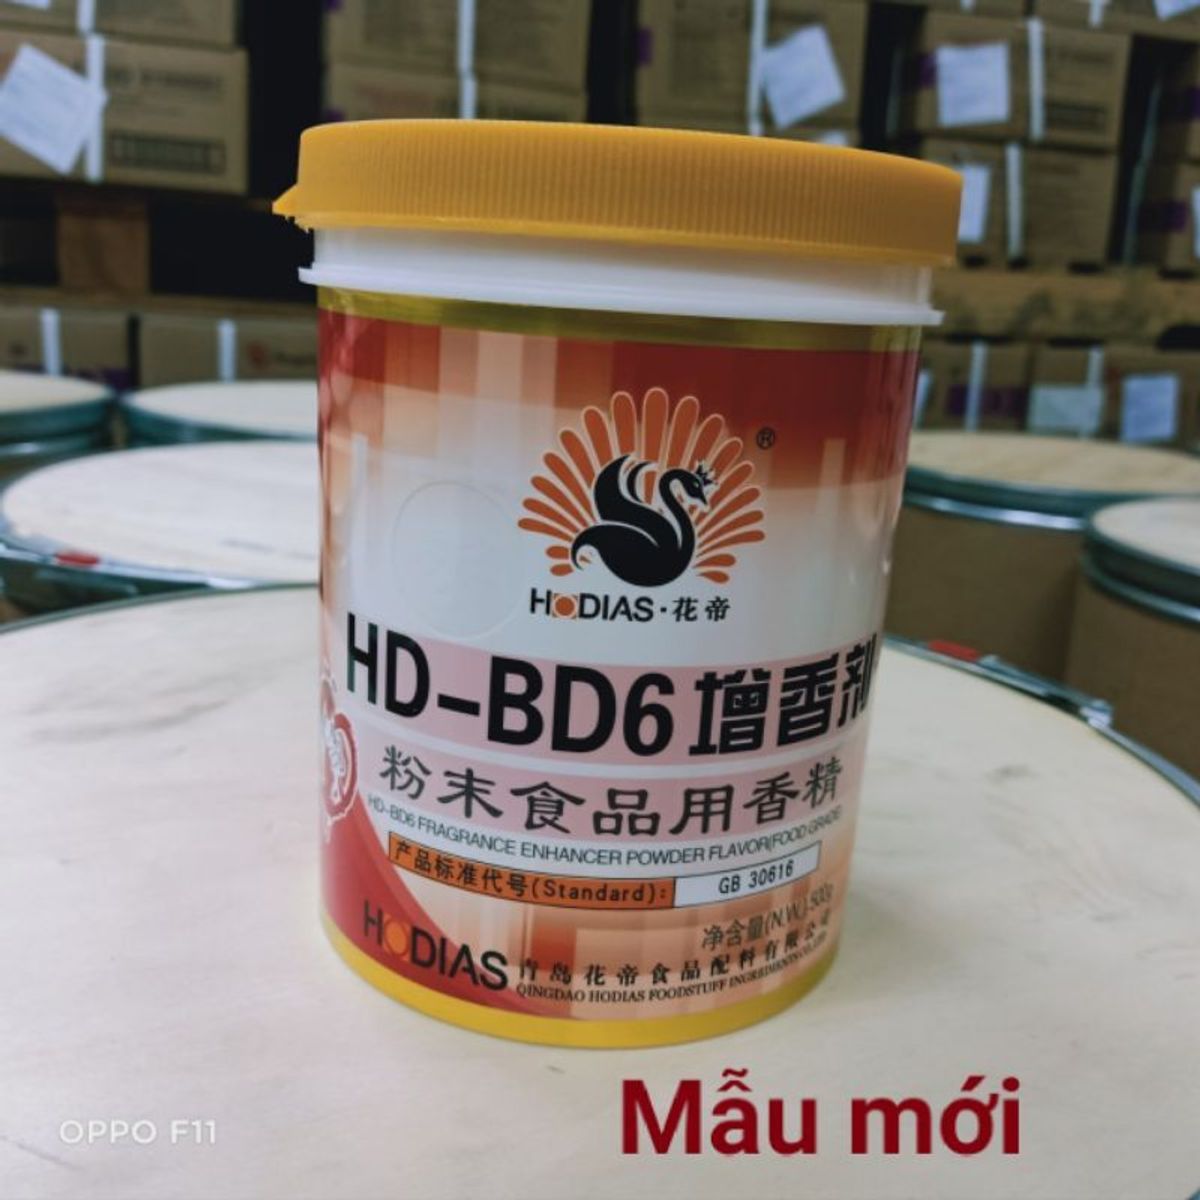 ®
HODIAS·花帝
HD-BD6 增香剂
粉末食品用香精
HD-BD6 FRAGRANCE ENHANCER POWDER FLAVOR(FOOD GRADE
产品标准代号(Standard): GB 30616
净含量(N.W.):500g
HODIAS 青岛花帝食品配料有限公司
QINGDAO HODIAS FOODSTUFF INGREDIENTS CO.,LTD
Mẫu mới
OPPO F11